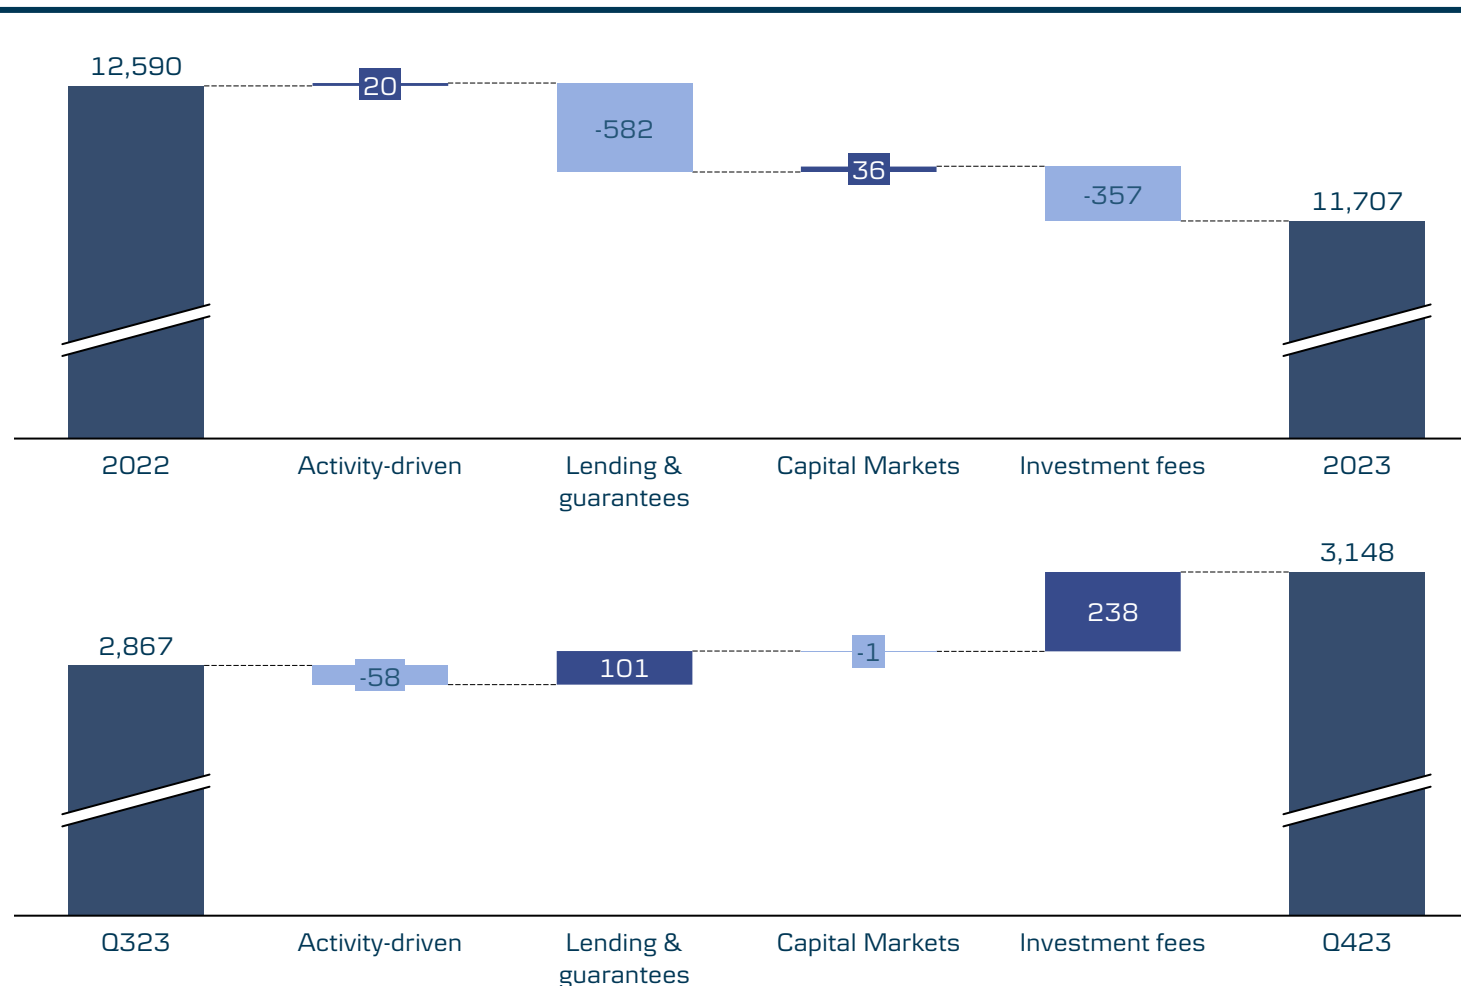 12,590
20
-582
36
-357
11,707
2022
Activity-driven
Lending &
guarantees
Capital Markets
Investment fees
2023
2,867
-58
101
-1
238
3,148
Q323
Activity-driven
Lending &
guarantees
Capital Markets
Investment fees
Q423